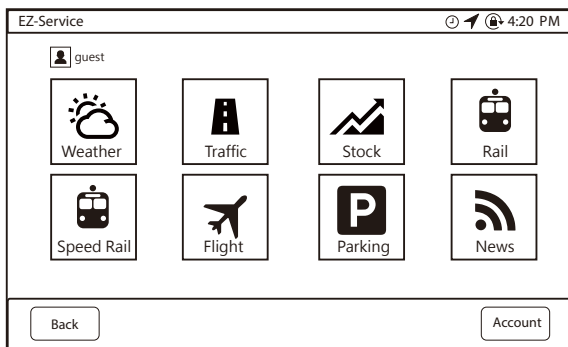 EZ-Service 4:20 PM
guest
Weather Traffic Stock Rail
Speed Rail Flight P Parking News
Back Account